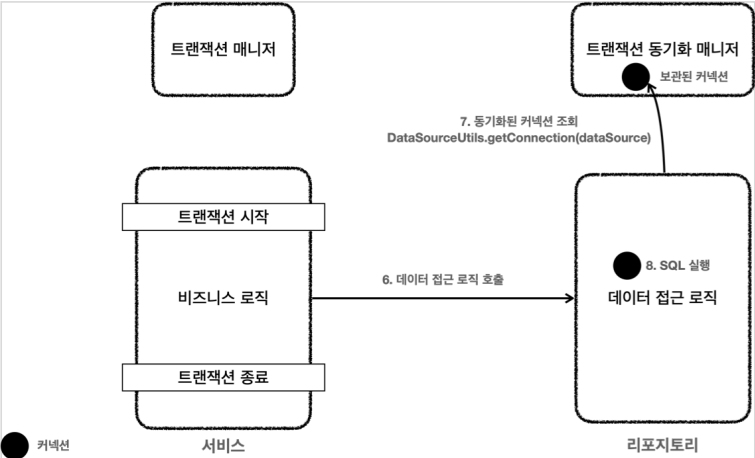 트랜잭션 매니저
트랜잭션 동기화 매니저
보관된 커넥션
7. 동기화된 커넥션 조회
DataSourceUtils.getConnection(dataSource)
트랜잭션 시작
8. SQL 실행
6. 데이터 접근 로직 호출
비즈니스 로직
데이터 접근 로직
트랜잭션 종료
커넥션
서비스
리포지토리